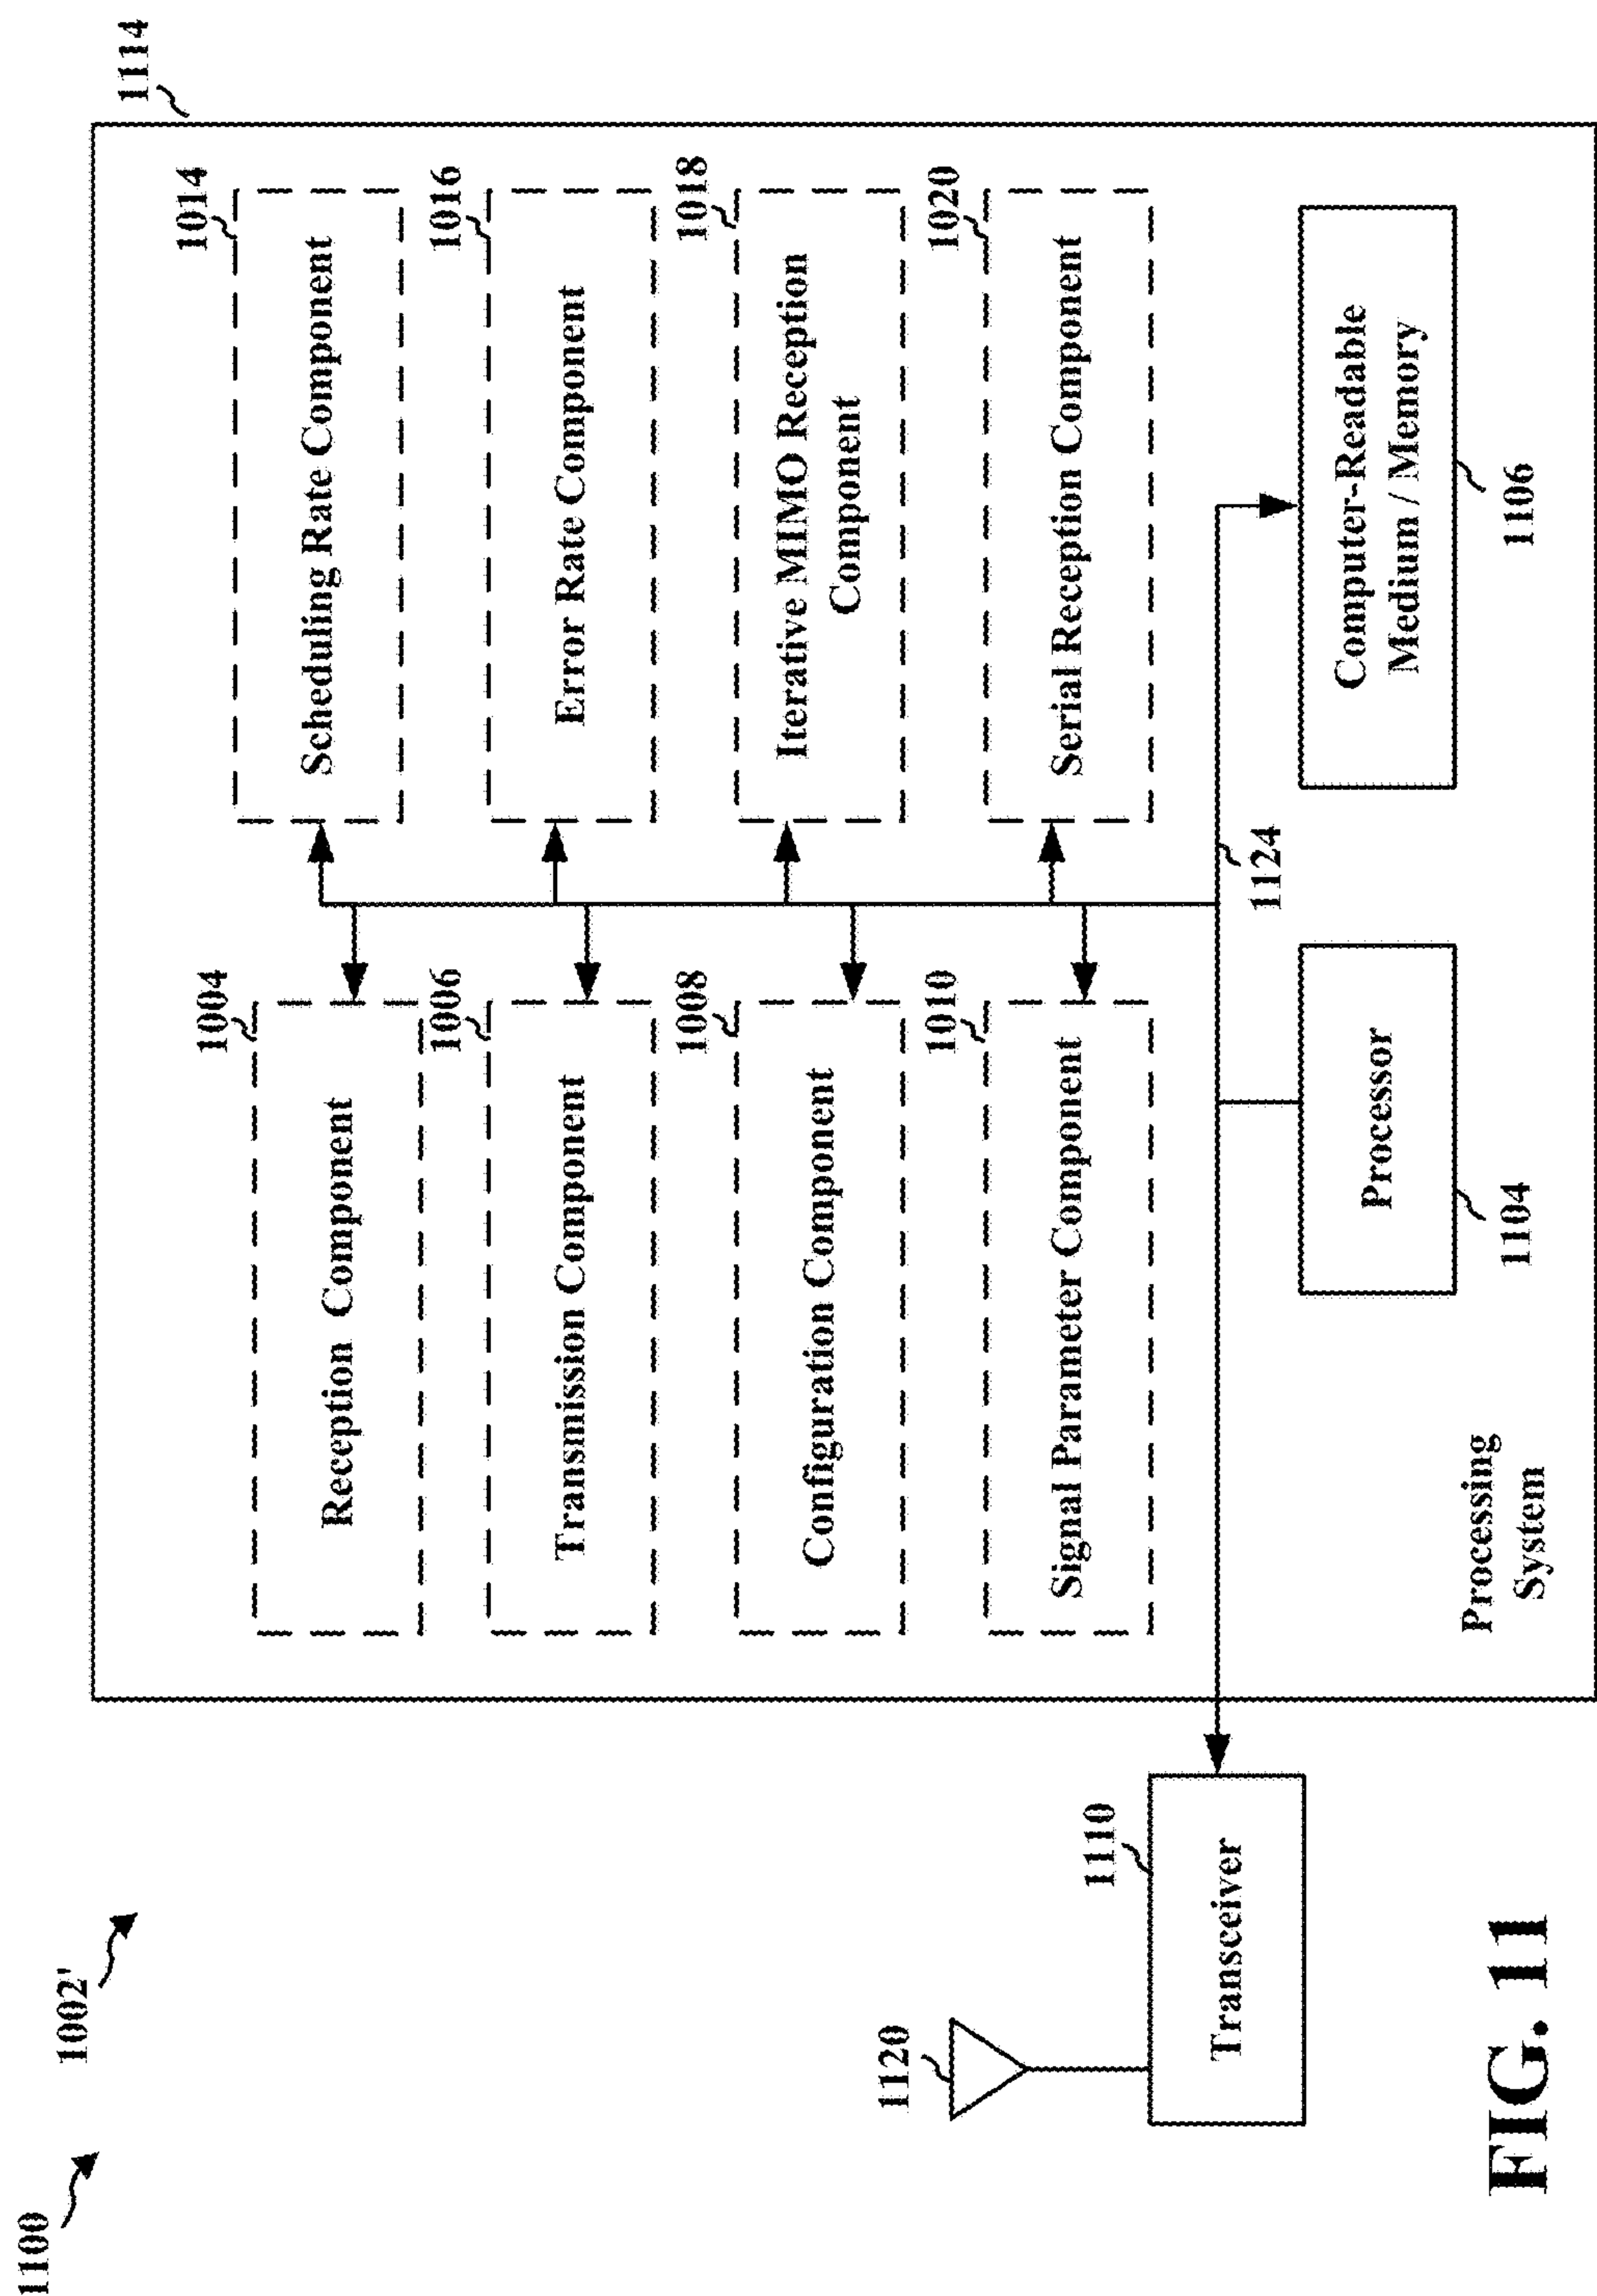 1100
1002'
1114
1004
Reception Component
1014
Scheduling Rate Component
1006
Transmission Component
1016
Error Rate Component
1008
Configuration Component
1018
Iterative MIMO Reception
Component
1010
Signal Parameter Component
1020
Serial Reception Component
1120
1110
Transceiver
1124
Processor
1104
Computer-Readable
Medium / Memory
1106
Processing
System
FIG. 11